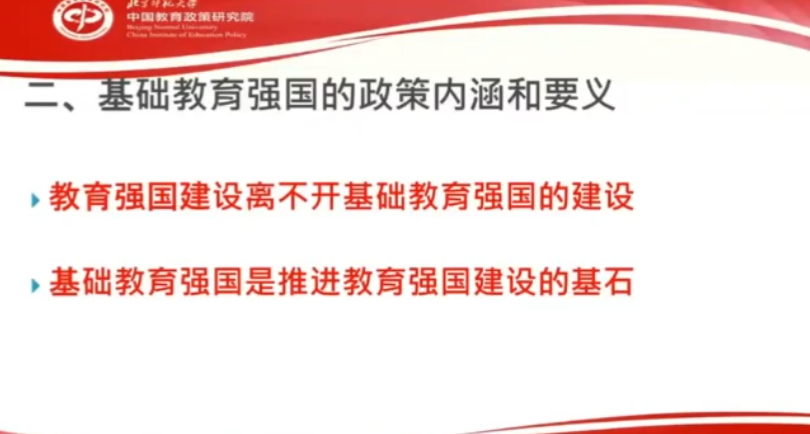 北京师范大学
中国教育政策研究院
Beijing Normal University
China Institute of Education Policy
二、基础教育强国的政策内涵和要义
教育强国建设离不开基础教育强国的建设
基础教育强国是推进教育强国建设的基石